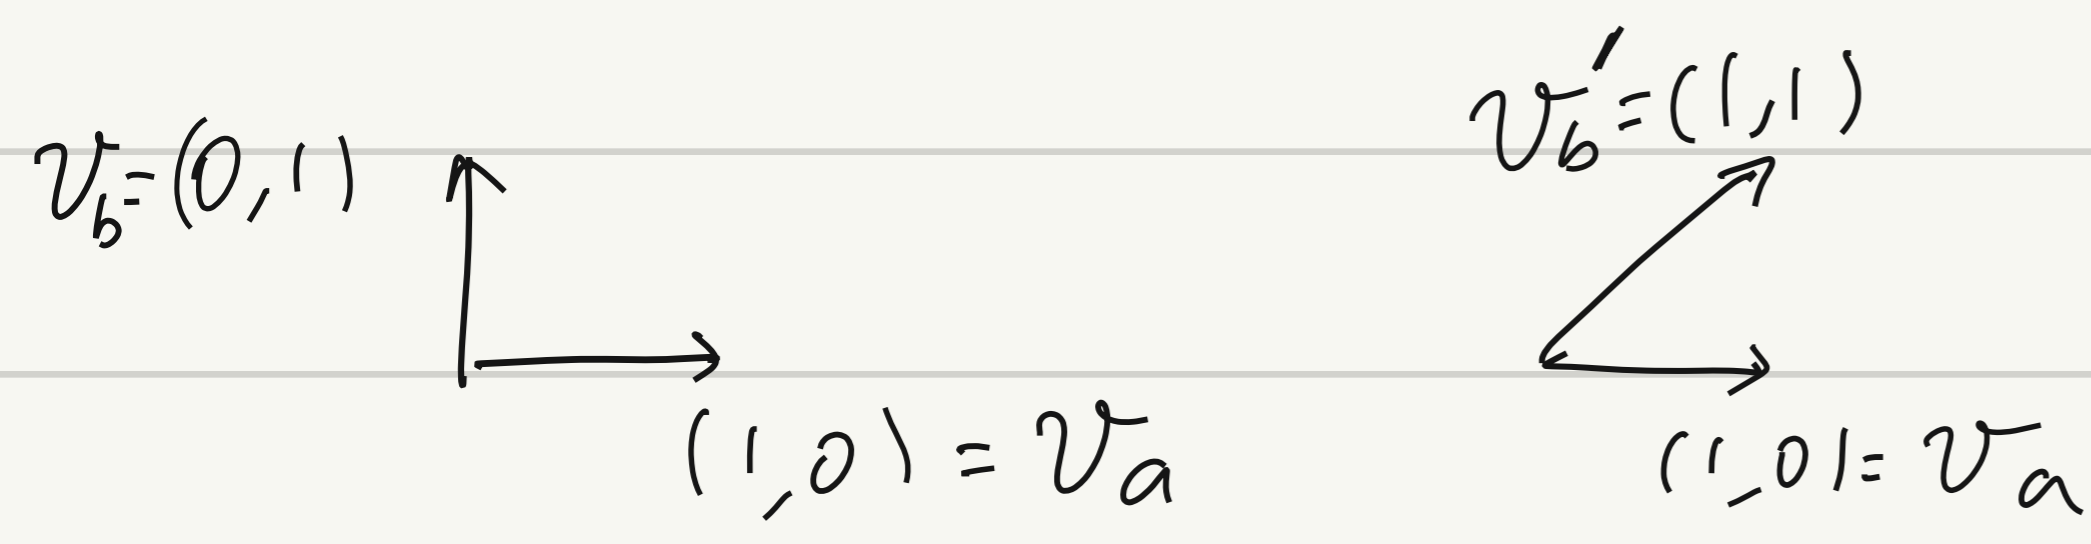 v_b = (0,1)
(1,0) = v_a
v_b' = (1,1)
(1,0) = v_a